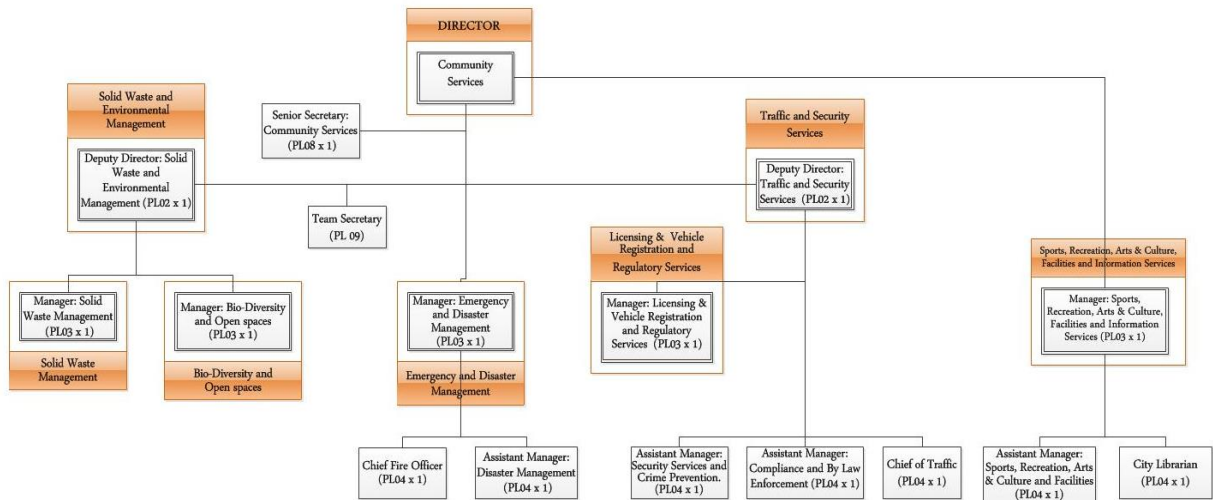 DIRECTOR
Community
Services
Solid Waste and
Environmental
Management
Deputy Director: Solid
Waste and
Environmental
Management (PL02 x 1)
Senior Secretary:
Community Services
(PL08 x 1)
Traffic and Security
Services
Deputy Director:
Traffic and Security
Services (PL02 x 1)
Team Secretary
(PL 09)
Manager: Solid
Waste Management
(PL03 x 1)
Solid Waste
Management
Manager: Bio-Diversity
and Open spaces
(PL03 x 1)
Bio-Diversity and
Open spaces
Manager: Emergency
and Disaster
Management
(PL03 x 1)
Emergency and Disaster
Management
Licensing & Vehicle
Registration and
Regulatory Services
Manager: Licensing &
Vehicle Registration
and Regulatory
Services (PL03 x 1)
Sports, Recreation, Arts & Culture,
Facilities and Information Services
Manager: Sports,
Recreation, Arts & Culture,
Facilities and Information
Services (PL03 x 1)
Chief Fire Officer
(PL04 x 1)
Assistant Manager:
Disaster Management
(PL04 x 1)
Assistant Manager:
Security Services and
Crime Prevention.
(PL04 x 1)
Assistant Manager:
Compliance and By Law
Enforcement (PL04 x 1)
Chief of Traffic
(PL04 x 1)
Assistant Manager:
Sports, Recreation, Arts
& Culture and Facilities
(PL04 x 1)
City Librarian
(PL04 x 1)